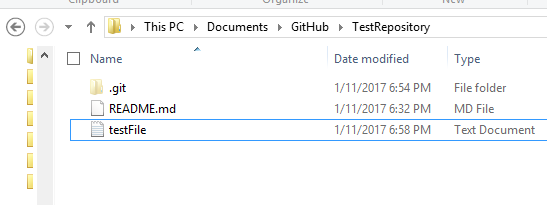 Clipboard Organize New
This PC Documents GitHub TestRepository
Name Date modified Type
.git 1/11/2017 6:54 PM File folder
README.md 1/11/2017 6:32 PM MD File
testFile 1/11/2017 6:58 PM Text Document